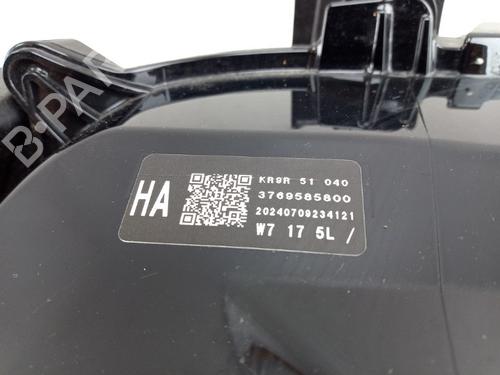 B-PARTS
HA
KR9R 51 040
3769585800
20240709234121
W7 17 5L /